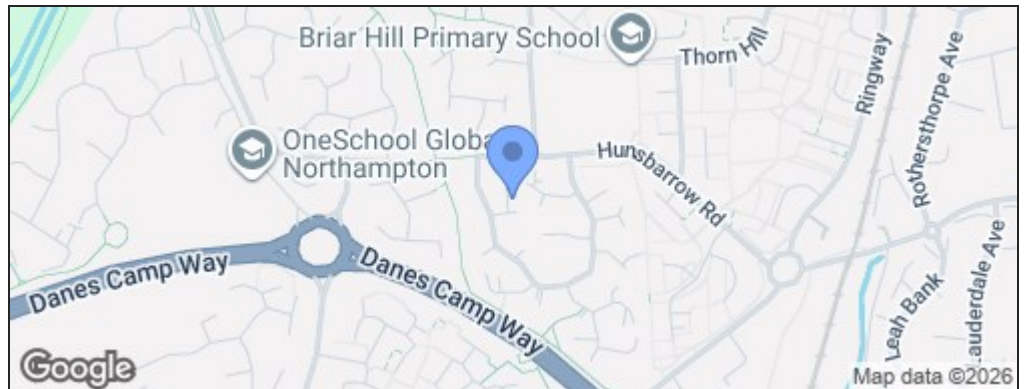 Briar Hill Primary School
Thorn Hill
Ringway
Rothersthorpe Ave
OneSchool Globa
Northampton
Hunsbarrow Rd
Danes Camp Way
Danes Camp Way
Leah Bank
Lauderdale Ave
Google
Map data ©2026